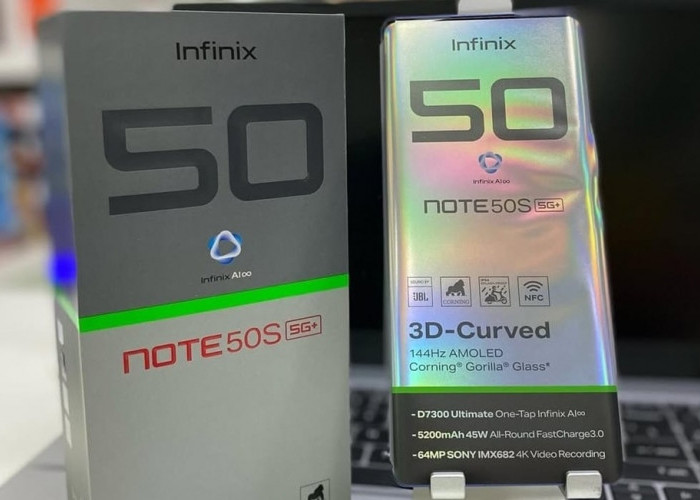 Infinix
50
Infinix AI∞
NOTE 50S 5G+
Infinix
50
Infinix AI∞
NOTE 50S 5G+
JBL
CORNING
NFC
3D-Curved
144Hz AMOLED
Corning® Gorilla® Glass*
- D7300 Ultimate One-Tap Infinix AI∞
- 5200mAh 45W All-Round FastCharge3.0
- 64MP SONY IMX682 4K Video Recording